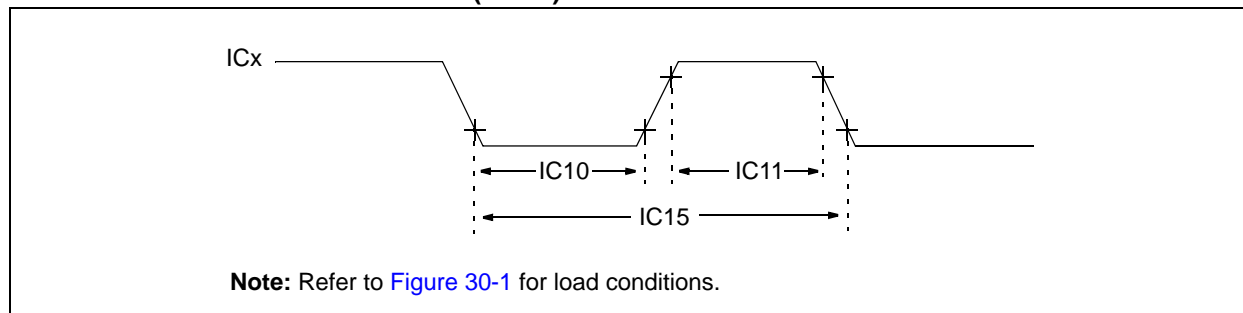 ICx
IC10
IC11
IC15
Note: Refer to Figure 30-1 for load conditions.